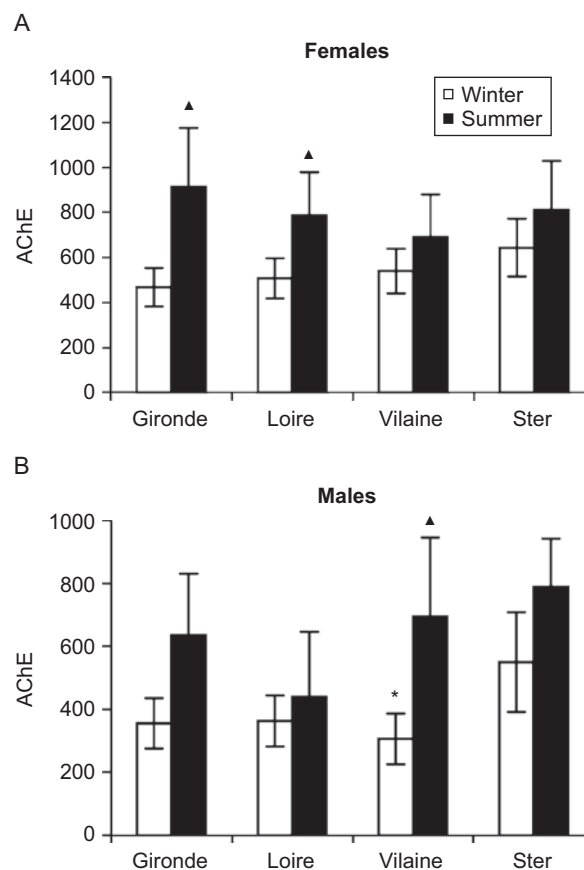 A
Females
1400
1200
1000
800
600
400
200
0
AChE
Winter
Summer
Gironde Loire Vilaine Ster
B
Males
1000
800
600
400
200
0
AChE
*
Gironde Loire Vilaine Ster